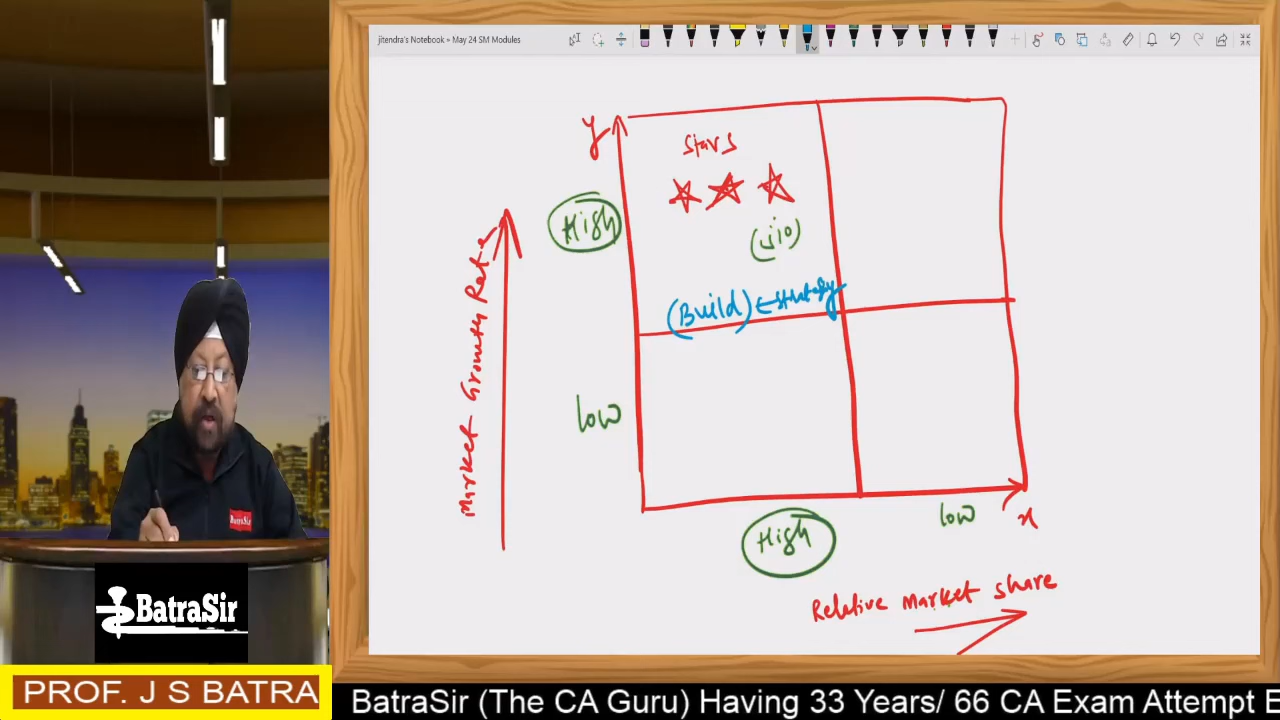 jitendra's Notebook » May 24 SM Modules
y
Stars
High
(Jio)
Market Growth Rate
(Build) ← strategy
low
High
low
x
Relative market share
BatraSir
BatraSir
PROF. J S BATRA
BatraSir (The CA Guru) Having 33 Years/ 66 CA Exam Attempt E